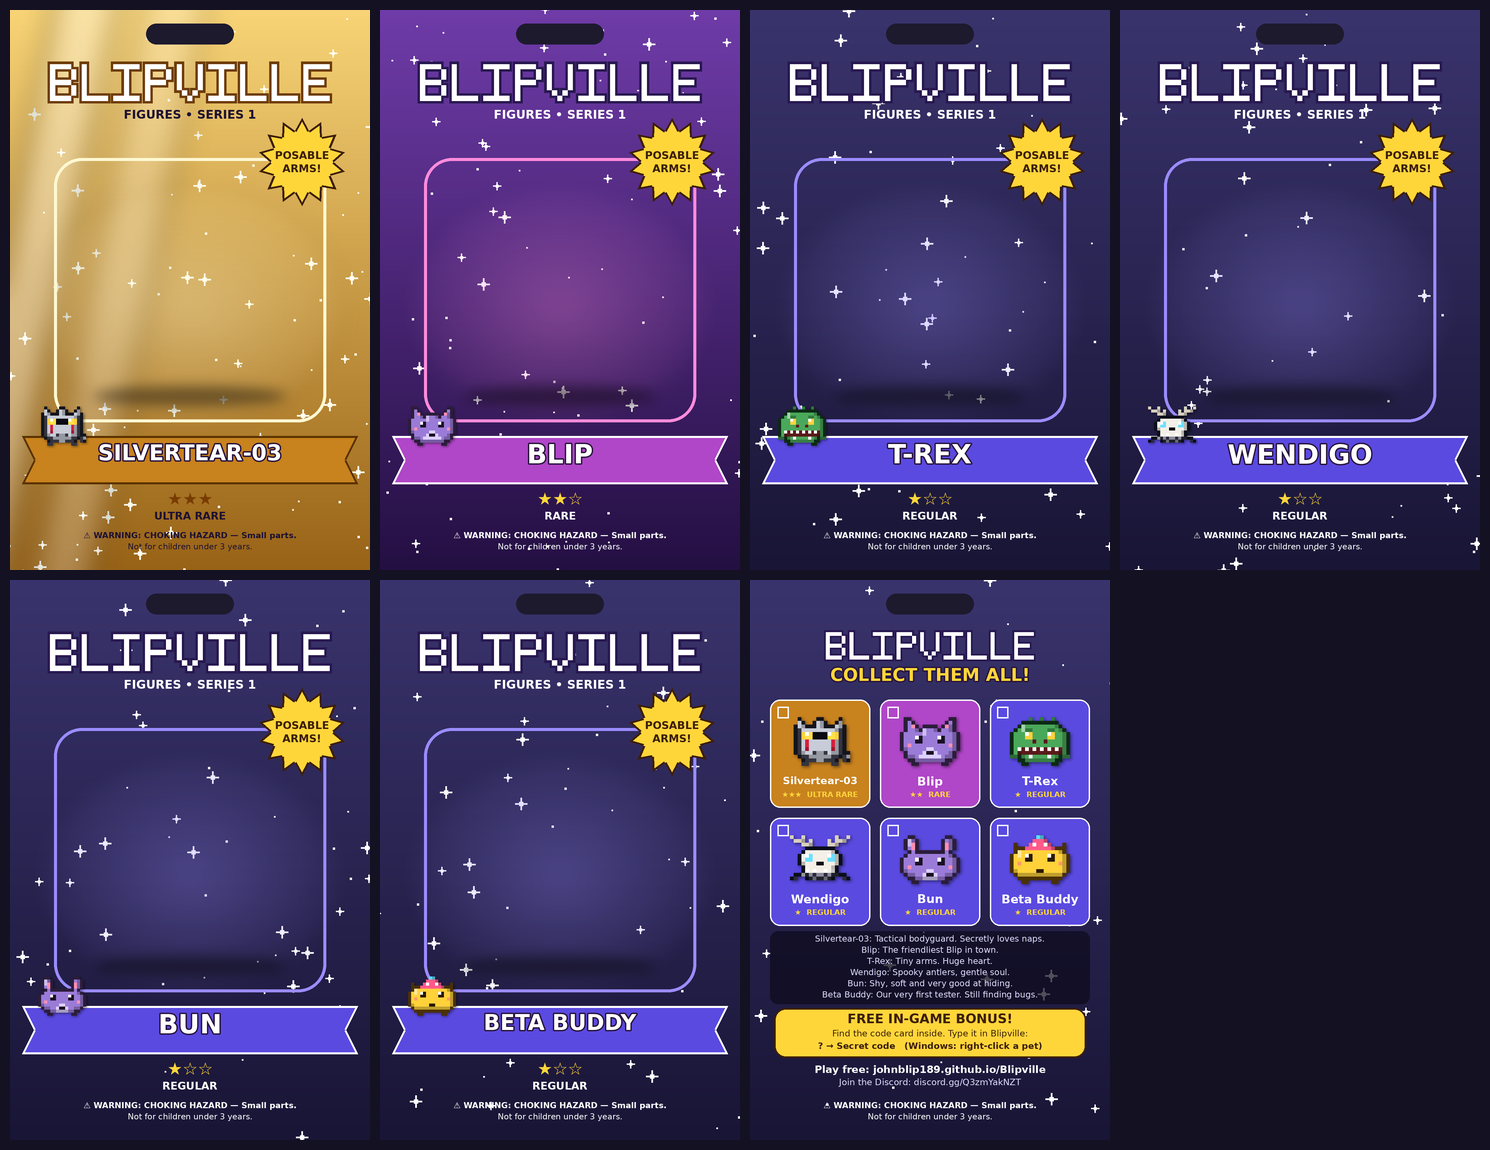 BLIPVILLE
FIGURES • SERIES 1
POSABLE
ARMS!
SILVERTEAR-03
★★★
ULTRA RARE
⚠ WARNING: CHOKING HAZARD — Small parts.
Not for children under 3 years.
BLIPVILLE
FIGURES • SERIES 1
POSABLE
ARMS!
BLIP
★★☆
RARE
⚠ WARNING: CHOKING HAZARD — Small parts.
Not for children under 3 years.
BLIPVILLE
FIGURES • SERIES 1
POSABLE
ARMS!
T-REX
★☆☆
REGULAR
⚠ WARNING: CHOKING HAZARD — Small parts.
Not for children under 3 years.
BLIPVILLE
FIGURES • SERIES 1
POSABLE
ARMS!
WENDIGO
★☆☆
REGULAR
⚠ WARNING: CHOKING HAZARD — Small parts.
Not for children under 3 years.
BLIPVILLE
FIGURES • SERIES 1
POSABLE
ARMS!
BUN
★☆☆
REGULAR
⚠ WARNING: CHOKING HAZARD — Small parts.
Not for children under 3 years.
BLIPVILLE
FIGURES • SERIES 1
POSABLE
ARMS!
BETA BUDDY
★☆☆
REGULAR
⚠ WARNING: CHOKING HAZARD — Small parts.
Not for children under 3 years.
BLIPVILLE
COLLECT THEM ALL!
Silvertear-03
★★★ ULTRA RARE
Blip
★★ RARE
T-Rex
★ REGULAR
Wendigo
★ REGULAR
Bun
★ REGULAR
Beta Buddy
★ REGULAR
Silvertear-03: Tactical bodyguard. Secretly loves naps.
Blip: The friendliest Blip in town.
T-Rex: Tiny arms. Huge heart.
Wendigo: Spooky antlers, gentle soul.
Bun: Shy, soft and very good at hiding.
Beta Buddy: Our very first tester. Still finding bugs.
FREE IN-GAME BONUS!
Find the code card inside. Type it in Blipville:
? → Secret code (Windows: right-click a pet)
Play free: johnblip189.github.io/Blipville
Join the Discord: discord.gg/Q3zmYakNZT
⚠ WARNING: CHOKING HAZARD — Small parts.
Not for children under 3 years.